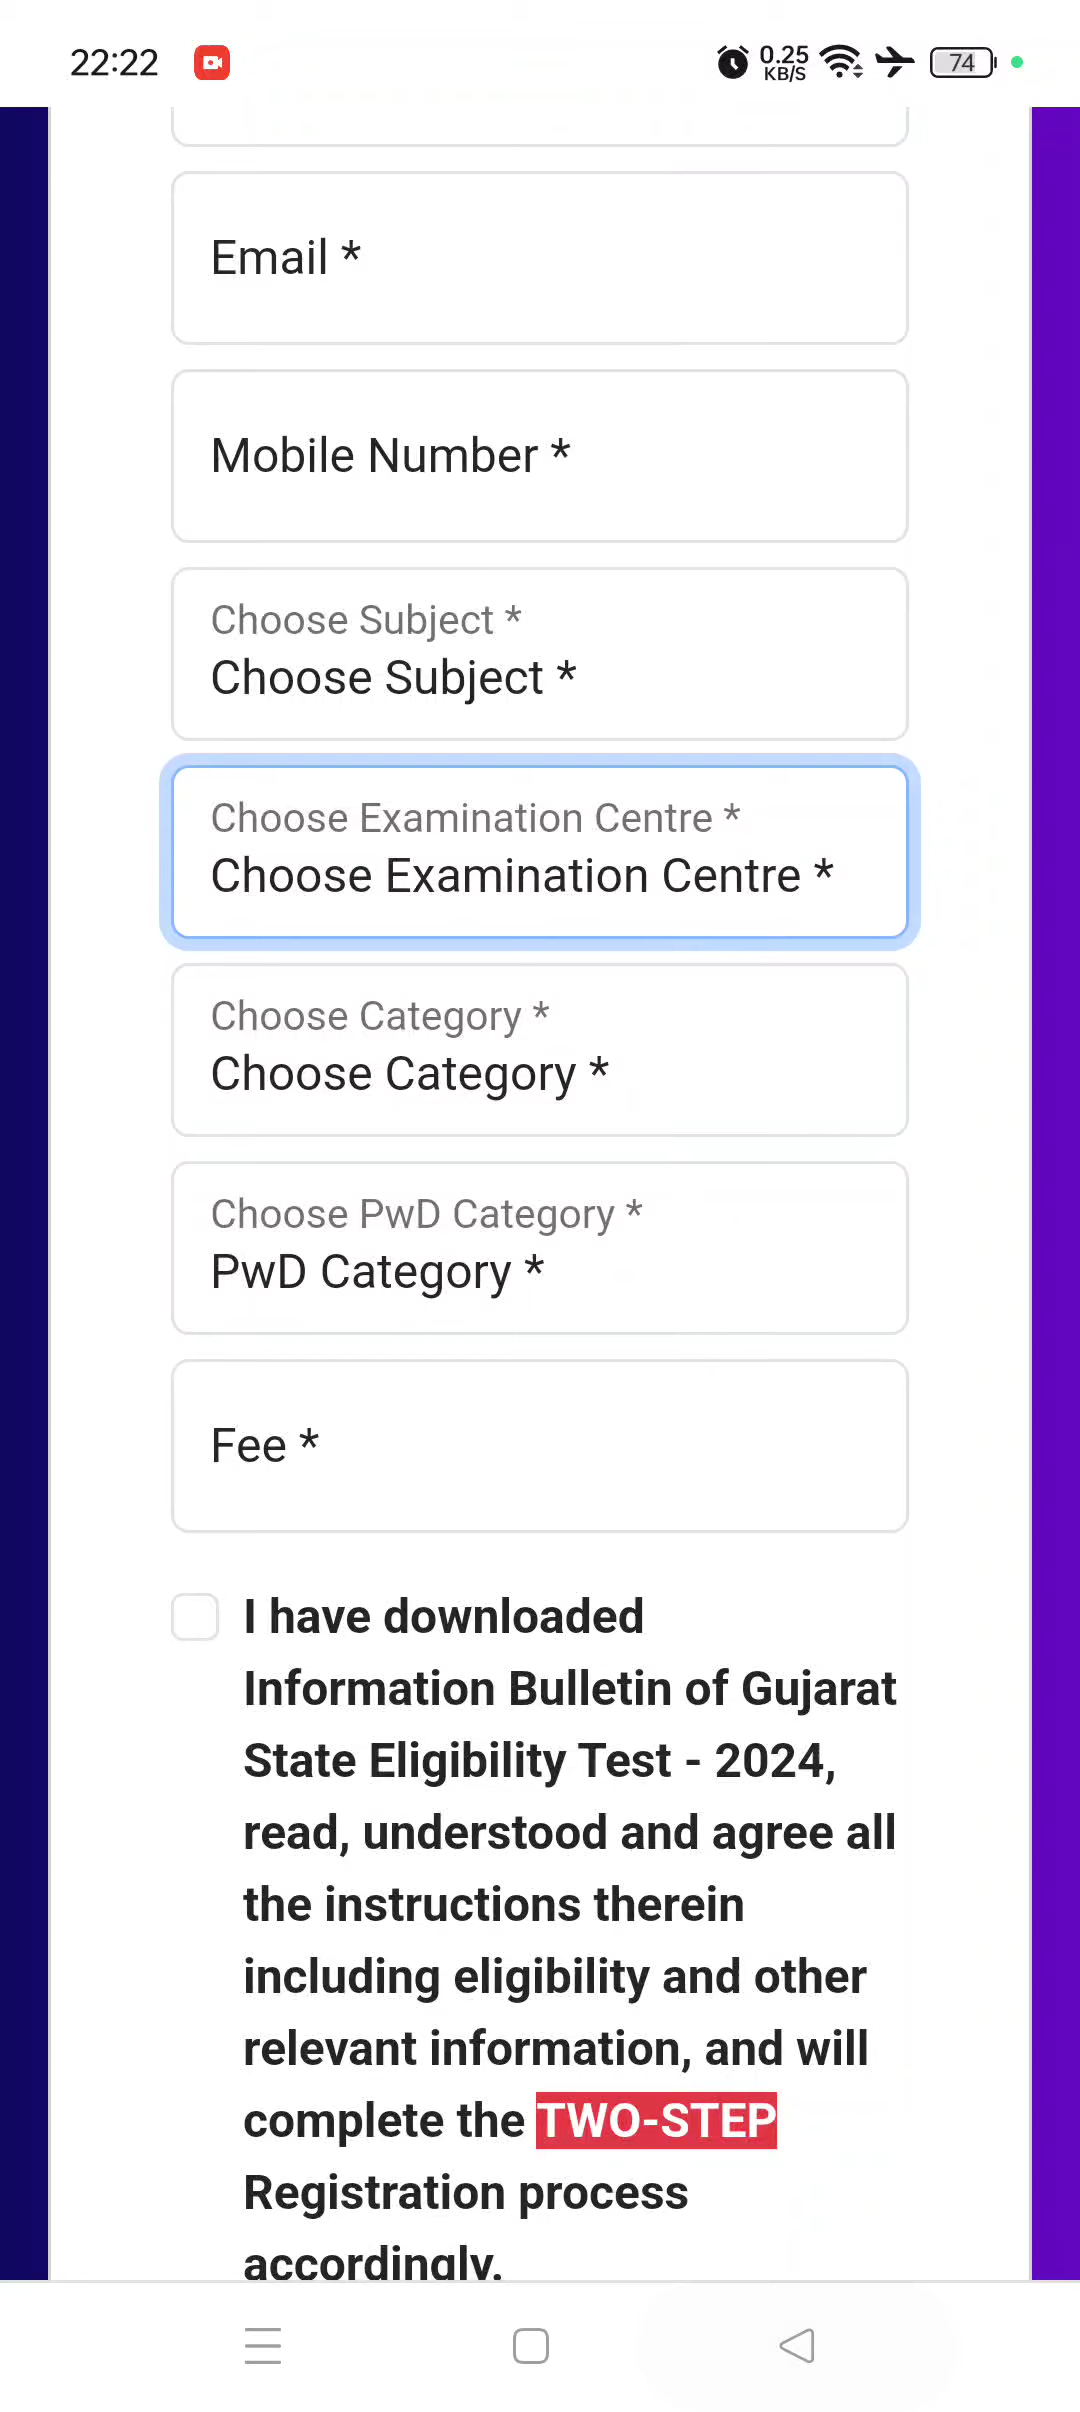 22:22
0.25
KB/S
74
Email *
Mobile Number *
Choose Subject *
Choose Subject *
Choose Examination Centre *
Choose Examination Centre *
Choose Category *
Choose Category *
Choose PwD Category *
PwD Category *
Fee *
I have downloaded
Information Bulletin of Gujarat
State Eligibility Test - 2024,
read, understood and agree all
the instructions therein
including eligibility and other
relevant information, and will
complete the TWO-STEP
Registration process
accordingly.